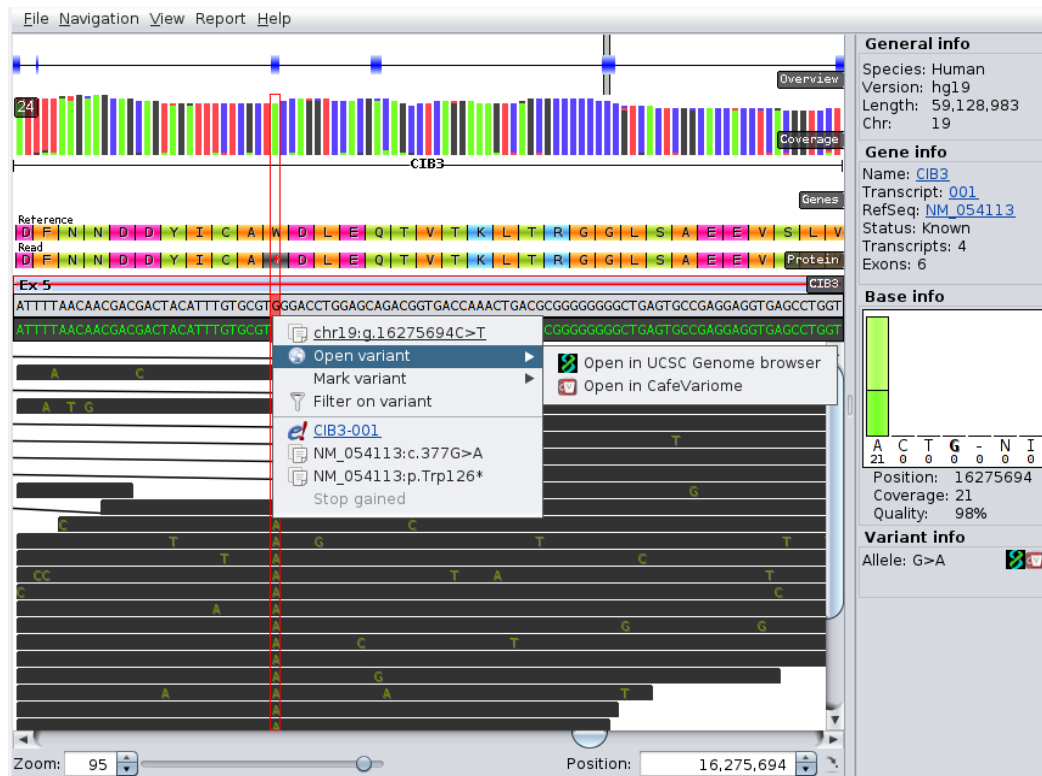 File Navigation View Report Help
Overview
24
Coverage
CIB3
Genes
Reference
D F N N D D Y I C A W D L E Q T V T K L T R G G L S A E E V S L V
Read
D F N N D D Y I C A * D L E Q T V T K L T R G G L S A E E V
Protein
Ex 5
CIB3
ATTTTAACAACGACGACTACATTTGTGCGTGGGACCTGGAGCAGACGGTGACCAAACTGACGCGGGGGGGCTGAGTGCCGAGGAGGTGAGCCTGGT
ATTTTAACAACGACGACTACATTTGTGCGT
CGGGGGGGCTGAGTGCCGAGGAGGTGAGCCTGGT
chr19:g.16275694C>T
Open variant
Mark variant
Filter on variant
CIB3-001
NM_054113:c.377G>A
NM_054113:p.Trp126*
Stop gained
Open in UCSC Genome browser
Open in CafeVariome
A C
A T G
T
G
C A C
T A G T T
T A C
CC A T A T
C A C
A A
A G G
A C T
A
A G
A A A T
A
A
Zoom: 95
Position: 16,275,694
General info
Species: Human
Version: hg19
Length: 59,128,983
Chr: 19
Gene info
Name: CIB3
Transcript: 001
RefSeq: NM_054113
Status: Known
Transcripts: 4
Exons: 6
Base info
A C T G - N I
21 0 0 0 0 0 0
Position: 16275694
Coverage: 21
Quality: 98%
Variant info
Allele: G>A